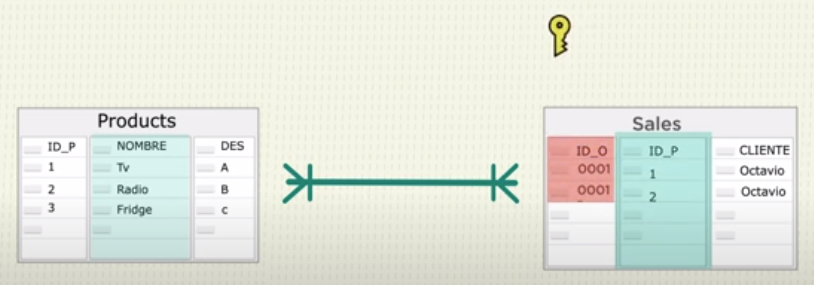 Products
ID_P NOMBRE DES
1 Tv A
2 Radio B
3 Fridge c
Sales
ID_O ID_P CLIENTE
0001 1 Octavio
0001 2 Octavio